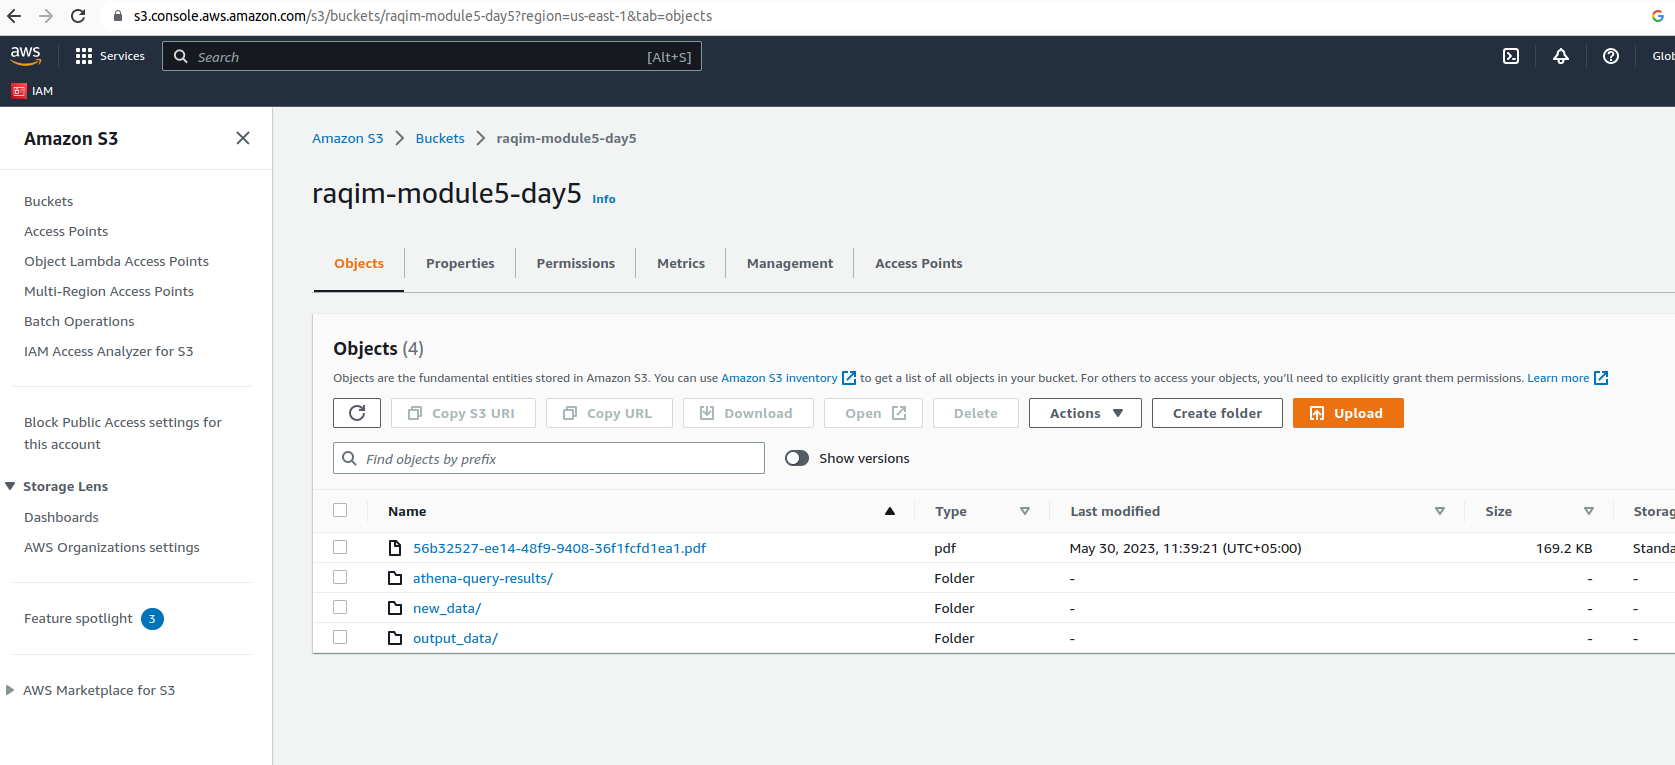 s3.console.aws.amazon.com/s3/buckets/raqim-module5-day5?region=us-east-1&tab=objects
aws Services Search [Alt+S]
IAM
Amazon S3
Buckets
Access Points
Object Lambda Access Points
Multi-Region Access Points
Batch Operations
IAM Access Analyzer for S3
Block Public Access settings for
this account
Storage Lens
Dashboards
AWS Organizations settings
Feature spotlight 3
AWS Marketplace for S3
Amazon S3 Buckets raqim-module5-day5
raqim-module5-day5 Info
Objects Properties Permissions Metrics Management Access Points
Objects (4)
Objects are the fundamental entities stored in Amazon S3. You can use Amazon S3 inventory to get a list of all objects in your bucket. For others to access your objects, you'll need to explicitly grant them permissions. Learn more
Copy S3 URI Copy URL Download Open Delete Actions Create folder Upload
Find objects by prefix Show versions
Name Type Last modified Size
56b32527-ee14-48f9-9408-36f1fcfd1ea1.pdf pdf May 30, 2023, 11:39:21 (UTC+05:00) 169.2 KB
athena-query-results/ Folder - - -
new_data/ Folder - - -
output_data/ Folder - - -